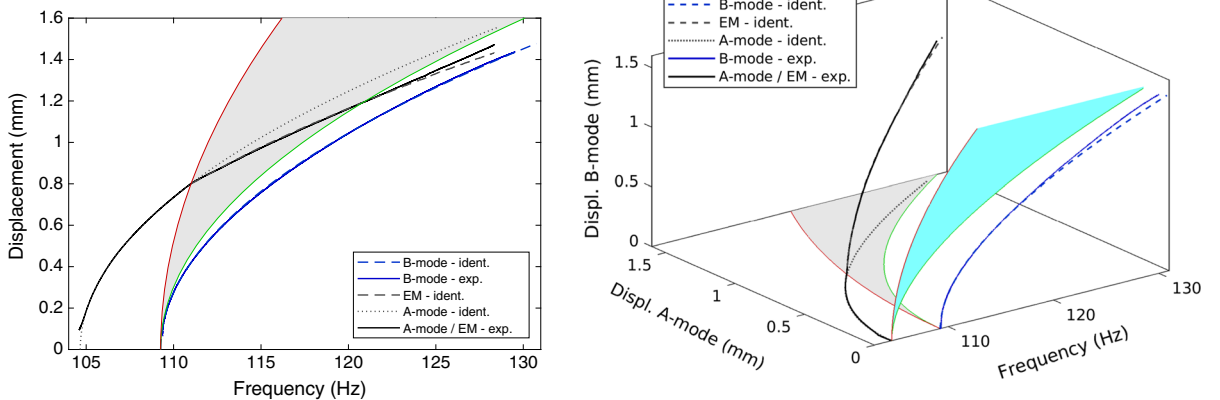 1.6
1.4
1.2
1
0.8
0.6
0.4
0.2
0
Displacement (mm)
105
110
115
120
125
130
Frequency (Hz)
B-mode - ident.
B-mode - exp.
EM - ident.
A-mode - ident.
A-mode / EM - exp.
B-mode - ident.
EM - ident.
A-mode - ident.
B-mode - exp.
A-mode / EM - exp.
1.5
1
0.5
0
Displ. B-mode (mm)
1.5
1
0.5
0
Displ. A-mode (mm)
110
120
130
Frequency (Hz)